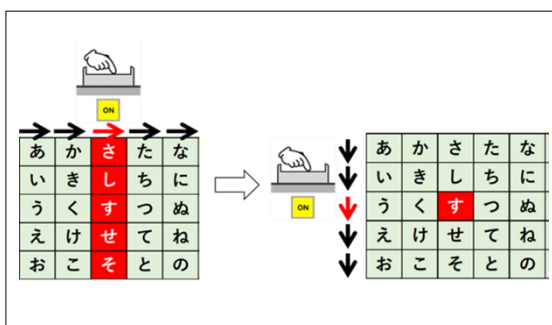 ON
あ か さ た な
い き し ち に
う く す つ ぬ
え け せ て ね
お こ そ と の
ON
あ か さ た な
い き し ち に
う く す つ ぬ
え け せ て ね
お こ そ と の